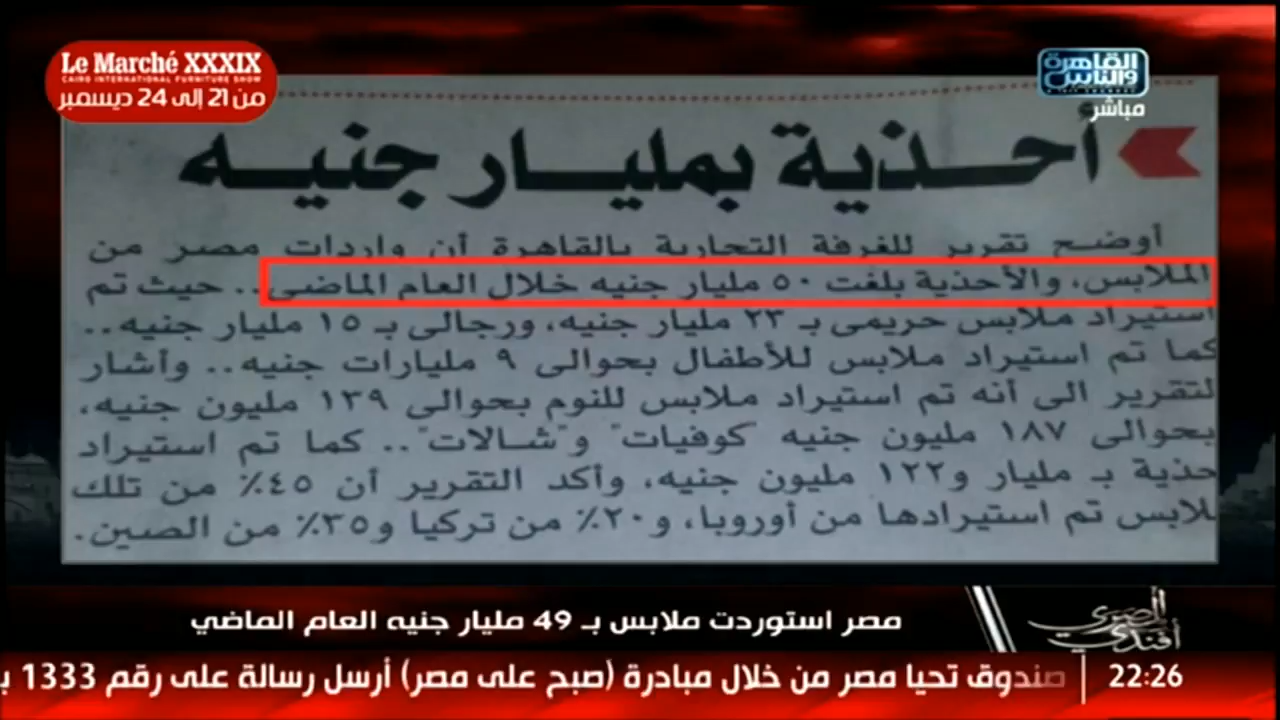 Le Marché XXXIX
CAIRO INTERNATIONAL FURNITURE SHOW
من 21 إلى 24 ديسمبر
القاهرة
والناس
مباشر
أحذية بمليار جنيه
أوضح تقرير للغرفة التجارية بالقاهرة أن واردات مصر من
الملابس، والأحذية بلغت ٥٠ مليار جنيه خلال العام الماضى.. حيث تم
استيراد ملابس حريمى بـ ٢٣ مليار جنيه، ورجالى بـ ١٥ مليار جنيه..
كما تم استيراد ملابس للأطفال بحوالى ٩ مليارات جنيه.. وأشار
لتقرير الى أنه تم استيراد ملابس للنوم بحوالى ١٣٩ مليون جنيه،
بحوالى ١٨٧ مليون جنيه "كوفيات" و"شالات".. كما تم استيراد
حذية بـ مليار و١٢٢ مليون جنيه، وأكد التقرير أن ٤٥٪ من تلك
لابس تم استيرادها من أوروبا، و٢٠٪ من تركيا و٣٥٪ من الصين.
مصر استوردت ملابس بـ 49 مليار جنيه العام الماضي
المصري
أفندي
22:26
صندوق تحيا مصر من خلال مبادرة (صبح على مصر) أرسل رسالة على رقم 1333 ب